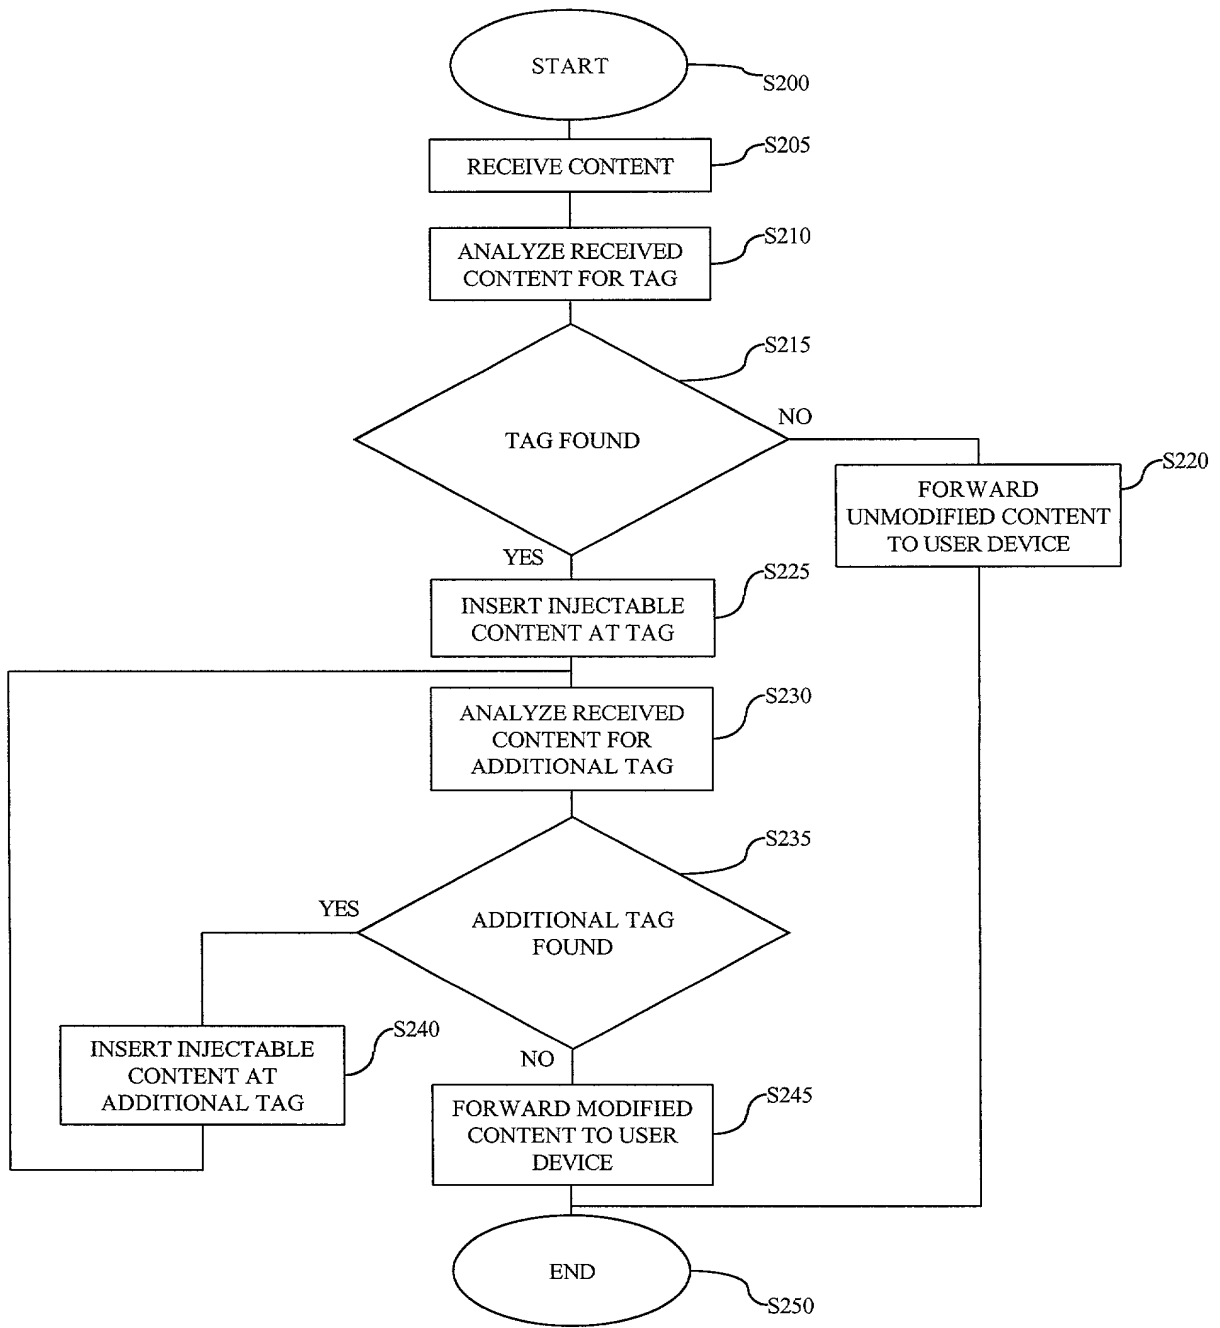 START
S200
RECEIVE CONTENT
S205
ANALYZE RECEIVED
CONTENT FOR TAG
S210
TAG FOUND
S215
NO
FORWARD
UNMODIFIED CONTENT
TO USER DEVICE
S220
YES
INSERT INJECTABLE
CONTENT AT TAG
S225
ANALYZE RECEIVED
CONTENT FOR
ADDITIONAL TAG
S230
ADDITIONAL TAG
FOUND
S235
YES
INSERT INJECTABLE
CONTENT AT
ADDITIONAL TAG
S240
NO
FORWARD MODIFIED
CONTENT TO USER
DEVICE
S245
END
S250